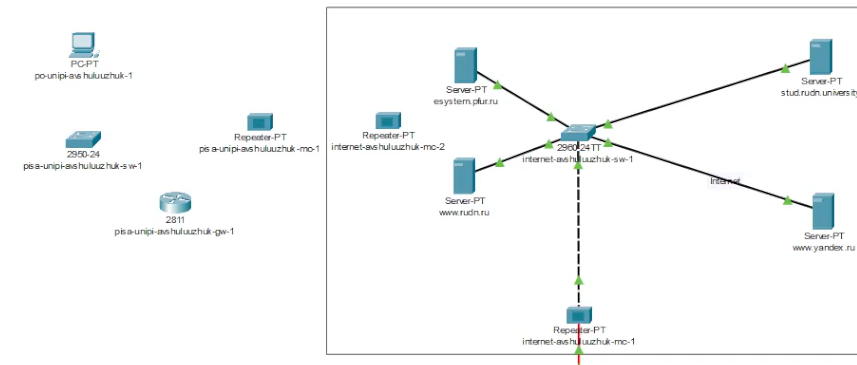 PC-PT
pc-unipi-avshuluuzhuk-1
2950-24
pisa-unipi-avshuluuzhuk-sw-1
2811
pisa-unipi-avshuluuzhuk-gw-1
Repeater-PT
pisa-unipi-avshuluuzhuk-mc-1
Repeater-PT
internet-avshuluuzhuk-mc-2
Server-PT
esystem.pfur.ru
Server-PT
www.rudn.ru
2960-24TT
internet-avshuluuzhuk-sw-1
Server-PT
stud.rudn.university
Internet
Server-PT
www.yandex.ru
Repeater-PT
internet-avshuluuzhuk-mc-1